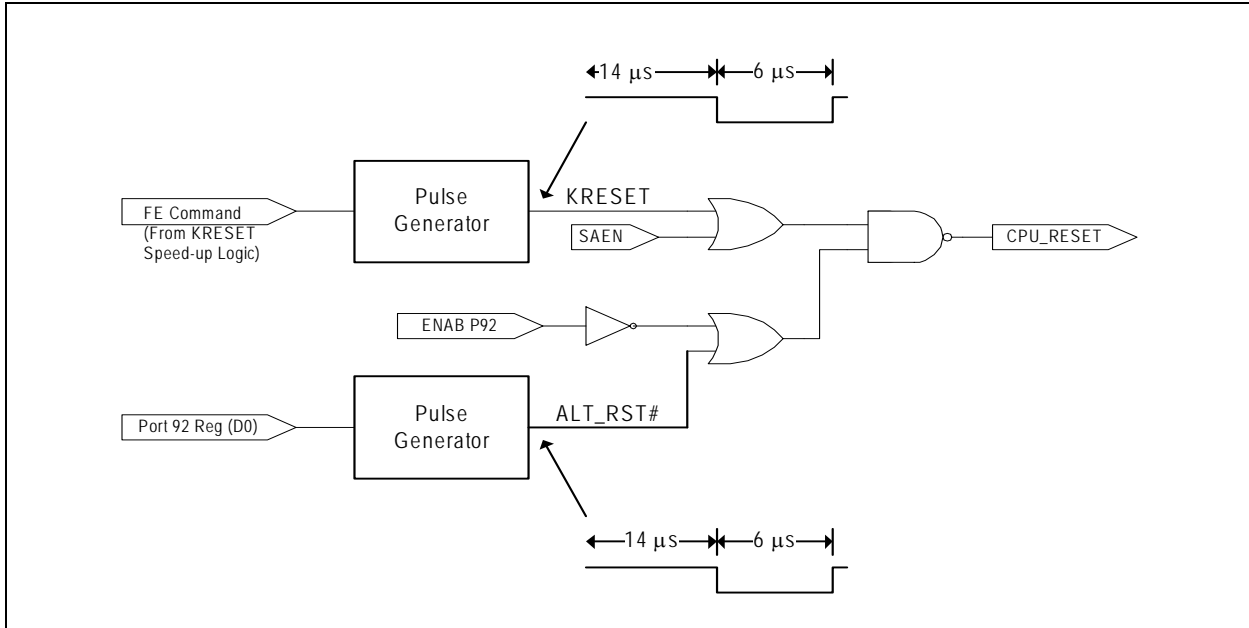 14 μs
6 μs
Pulse
Generator
KRESET
FE Command
(From KRESET
Speed-up Logic)
SAEN
CPU_RESET
ENAB P92
Pulse
Generator
ALT_RST#
Port 92 Reg (D0)
14 μs
6 μs